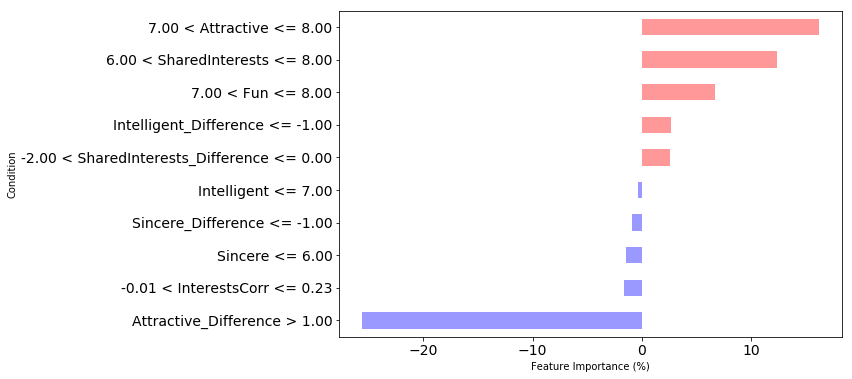 7.00 < Attractive <= 8.00
6.00 < SharedInterests <= 8.00
7.00 < Fun <= 8.00
Intelligent_Difference <= -1.00
-2.00 < SharedInterests_Difference <= 0.00
Intelligent <= 7.00
Sincere_Difference <= -1.00
Sincere <= 6.00
-0.01 < InterestsCorr <= 0.23
Attractive_Difference > 1.00
Condition
−20 −10 0 10
Feature Importance (%)